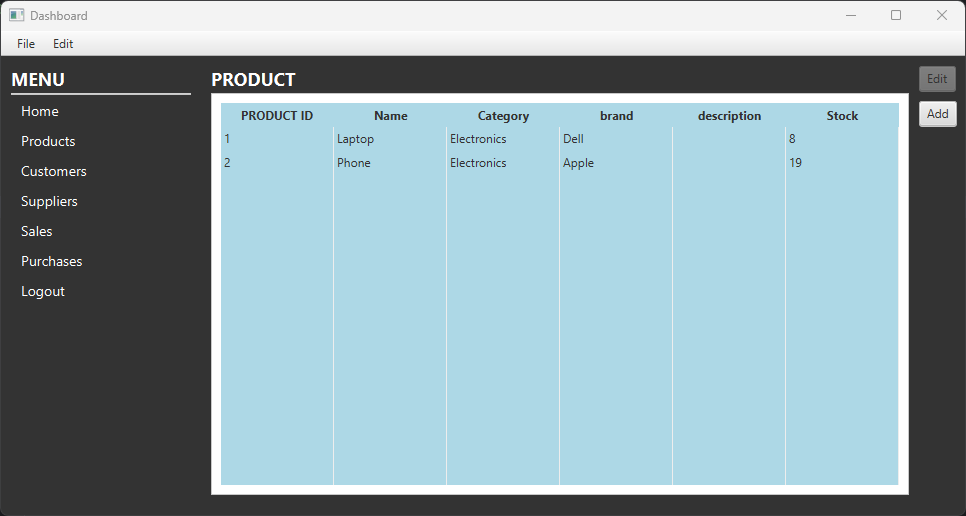 Dashboard
File Edit
MENU
Home
Products
Customers
Suppliers
Sales
Purchases
Logout
PRODUCT
PRODUCT ID Name Category brand description Stock
1 Laptop Electronics Dell 8
2 Phone Electronics Apple 19
Edit
Add